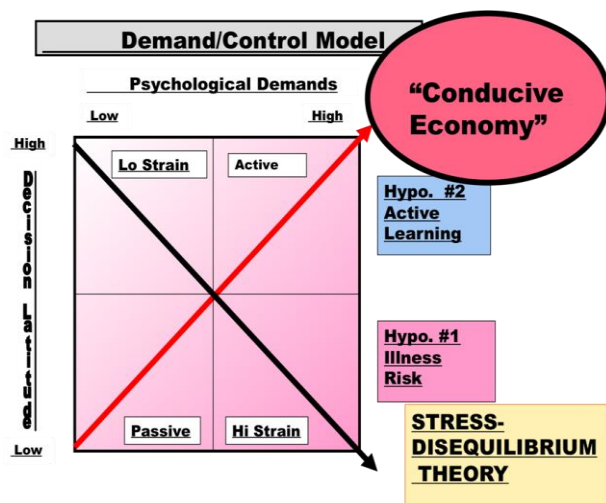 Demand/Control Model
Psychological Demands
Low
High
“Conducive
Economy”
High
Decision Latitude
Low
Lo Strain
Active
Passive
Hi Strain
Hypo. #2
Active
Learning
Hypo. #1
Illness
Risk
STRESS-
DISEQUILIBRIUM
THEORY